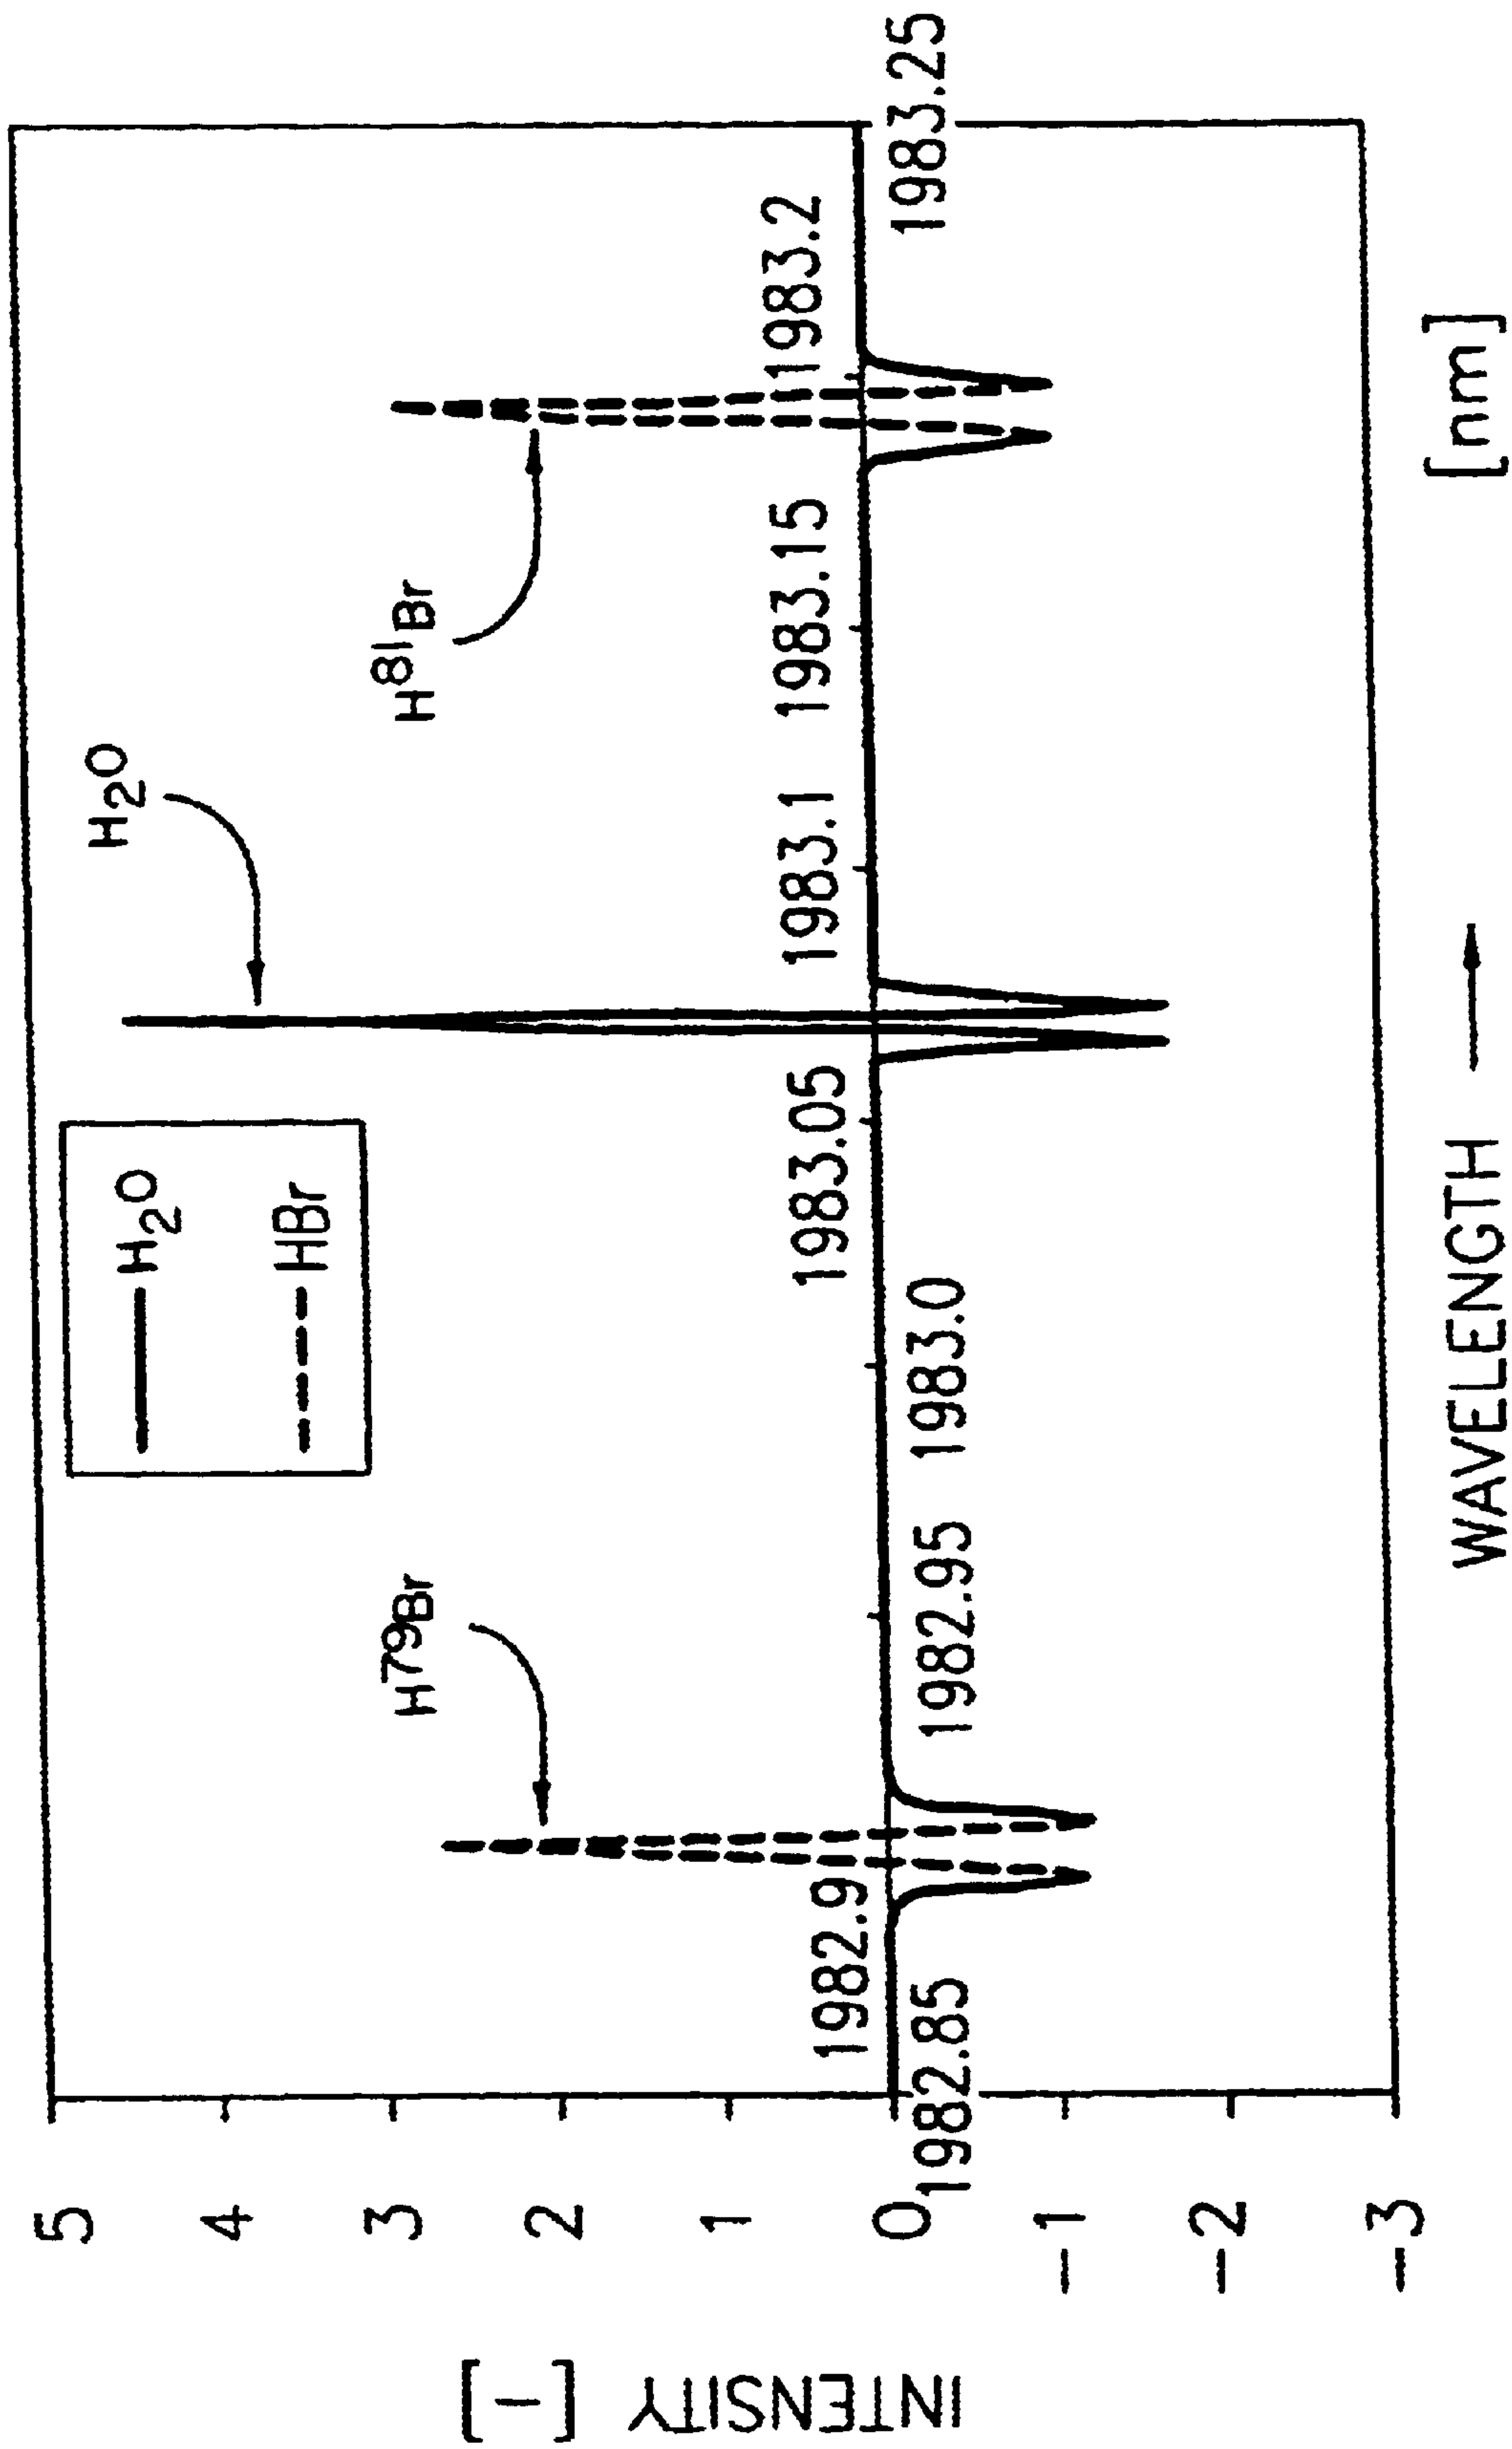 INTENSITY [-]
5
4
3
2
1
0
-1
-2
-3
H₂O
HBr
H⁷⁹Br
H₂O
H⁸¹Br
1982.85
1982.9
1982.95
1983.0
1983.05
1983.1
1983.15
1983.2
1983.25
WAVELENGTH → [nm]